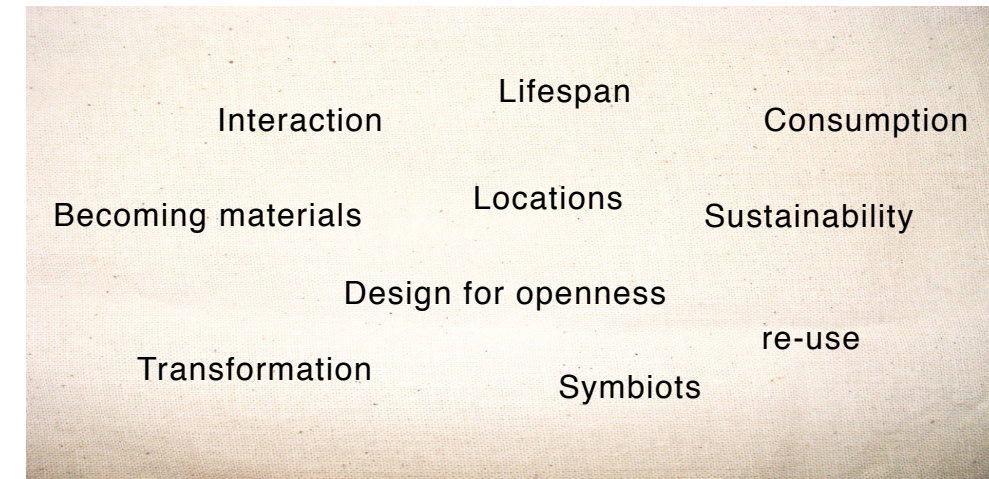 Lifespan
Interaction
Consumption
Locations
Becoming materials
Sustainability
Design for openness
re-use
Transformation
Symbiots